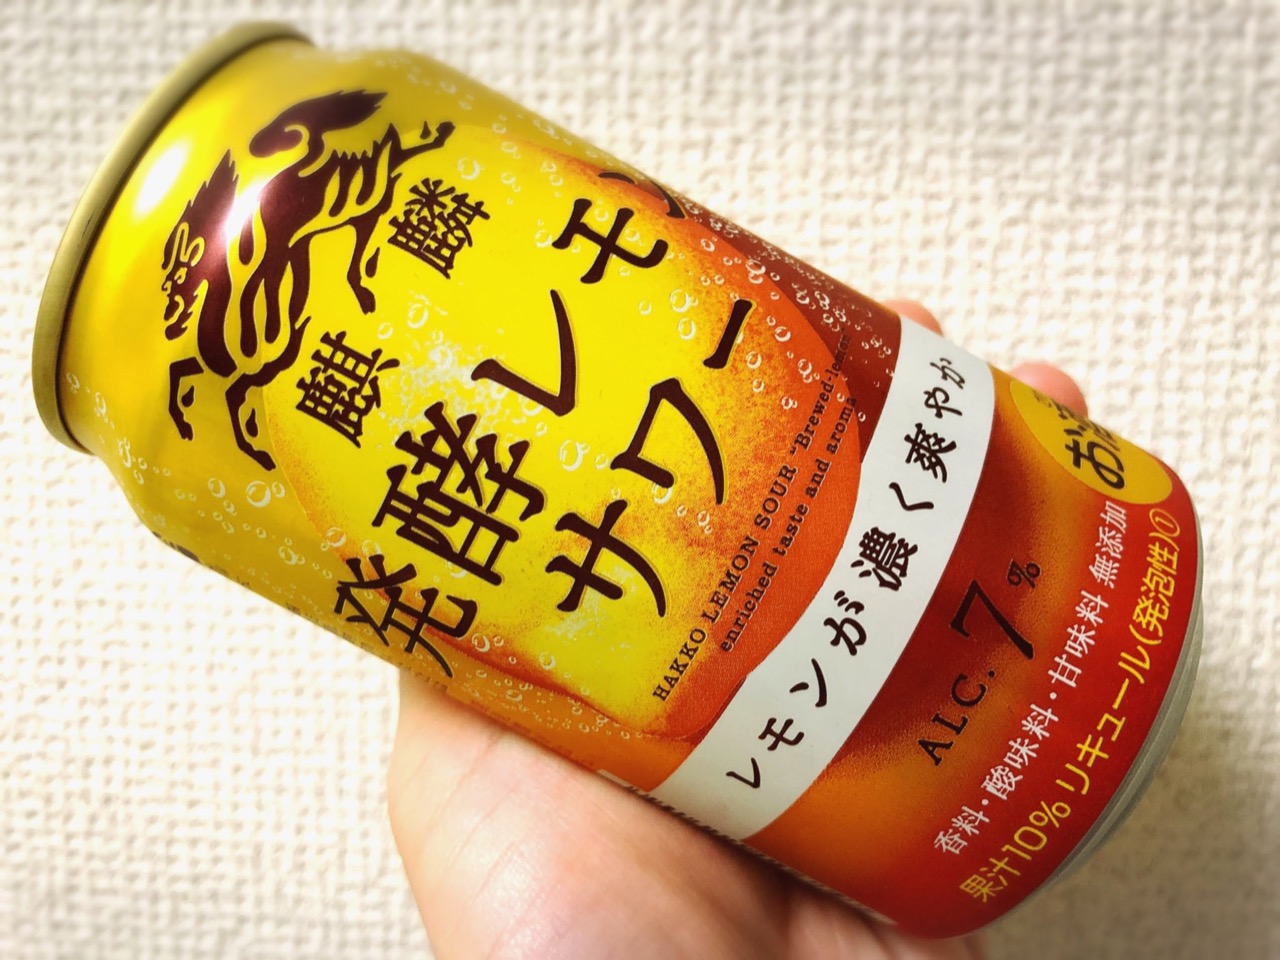 麒麟
発酵レモン
サワー
HAKKO LEMON SOUR "Brewed-lemon
enriched taste and aroma
レモンが濃く爽やか
ALC.7%
お酒
香料・酸味料・甘味料 無添加
果汁10% リキュール(発泡性)①